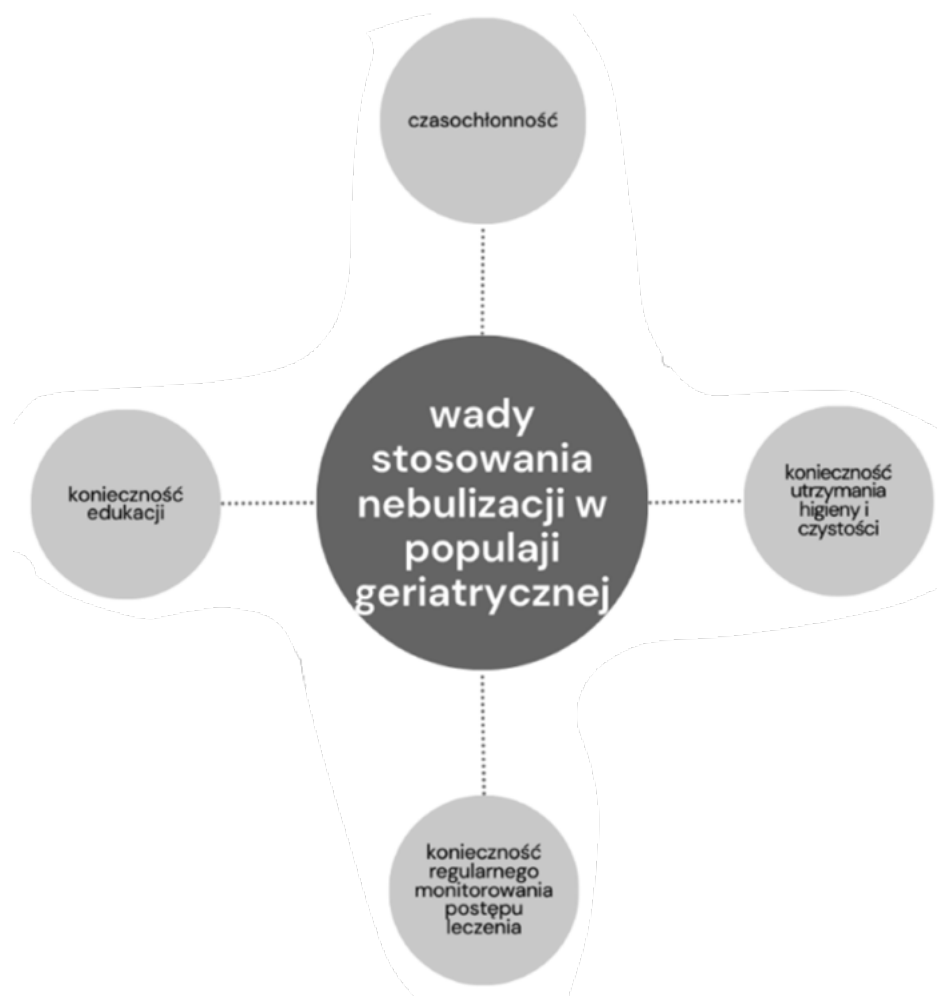 czasochłonność
wady
stosowania
nebulizacji w
populaji
geriatrycznej
konieczność
edukacji
konieczność
utrzymania
higieny i
czystości
konieczność
regularnego
monitorowania
postępu
leczenia